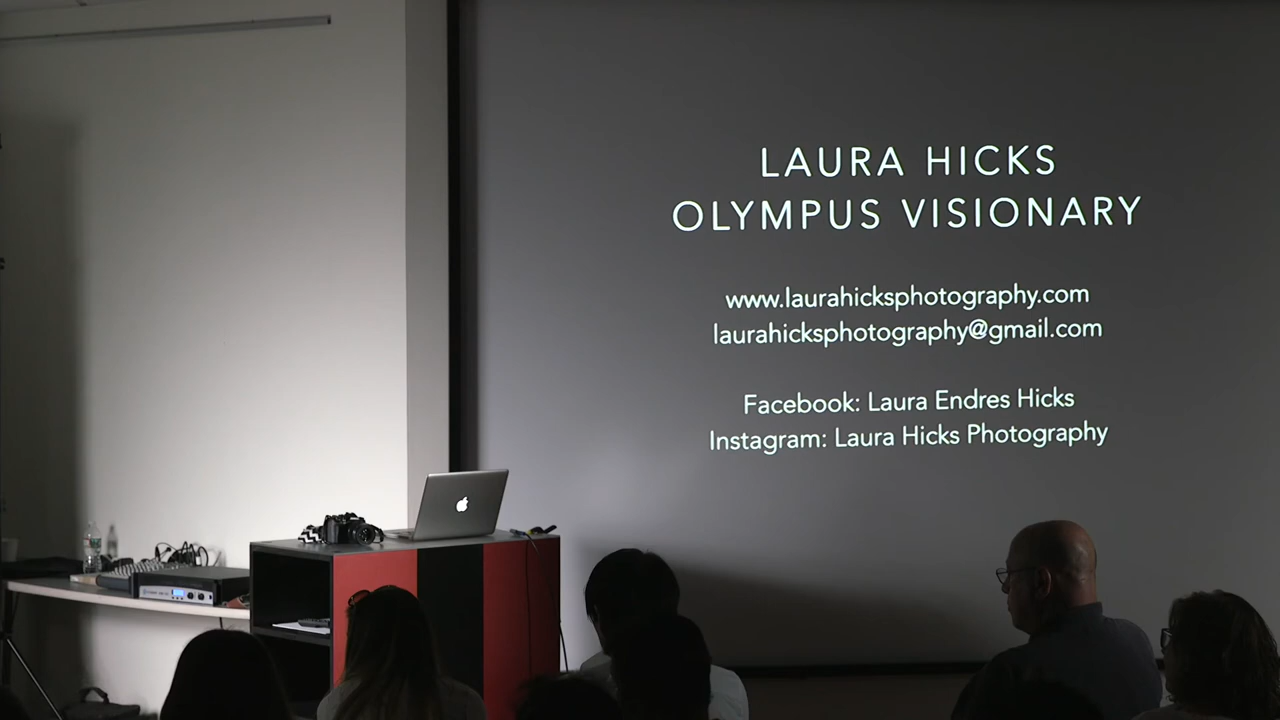 LAURA HICKS
OLYMPUS VISIONARY
www.laurahicksphotography.com
laurahicksphotography@gmail.com
Facebook: Laura Endres Hicks
Instagram: Laura Hicks Photography